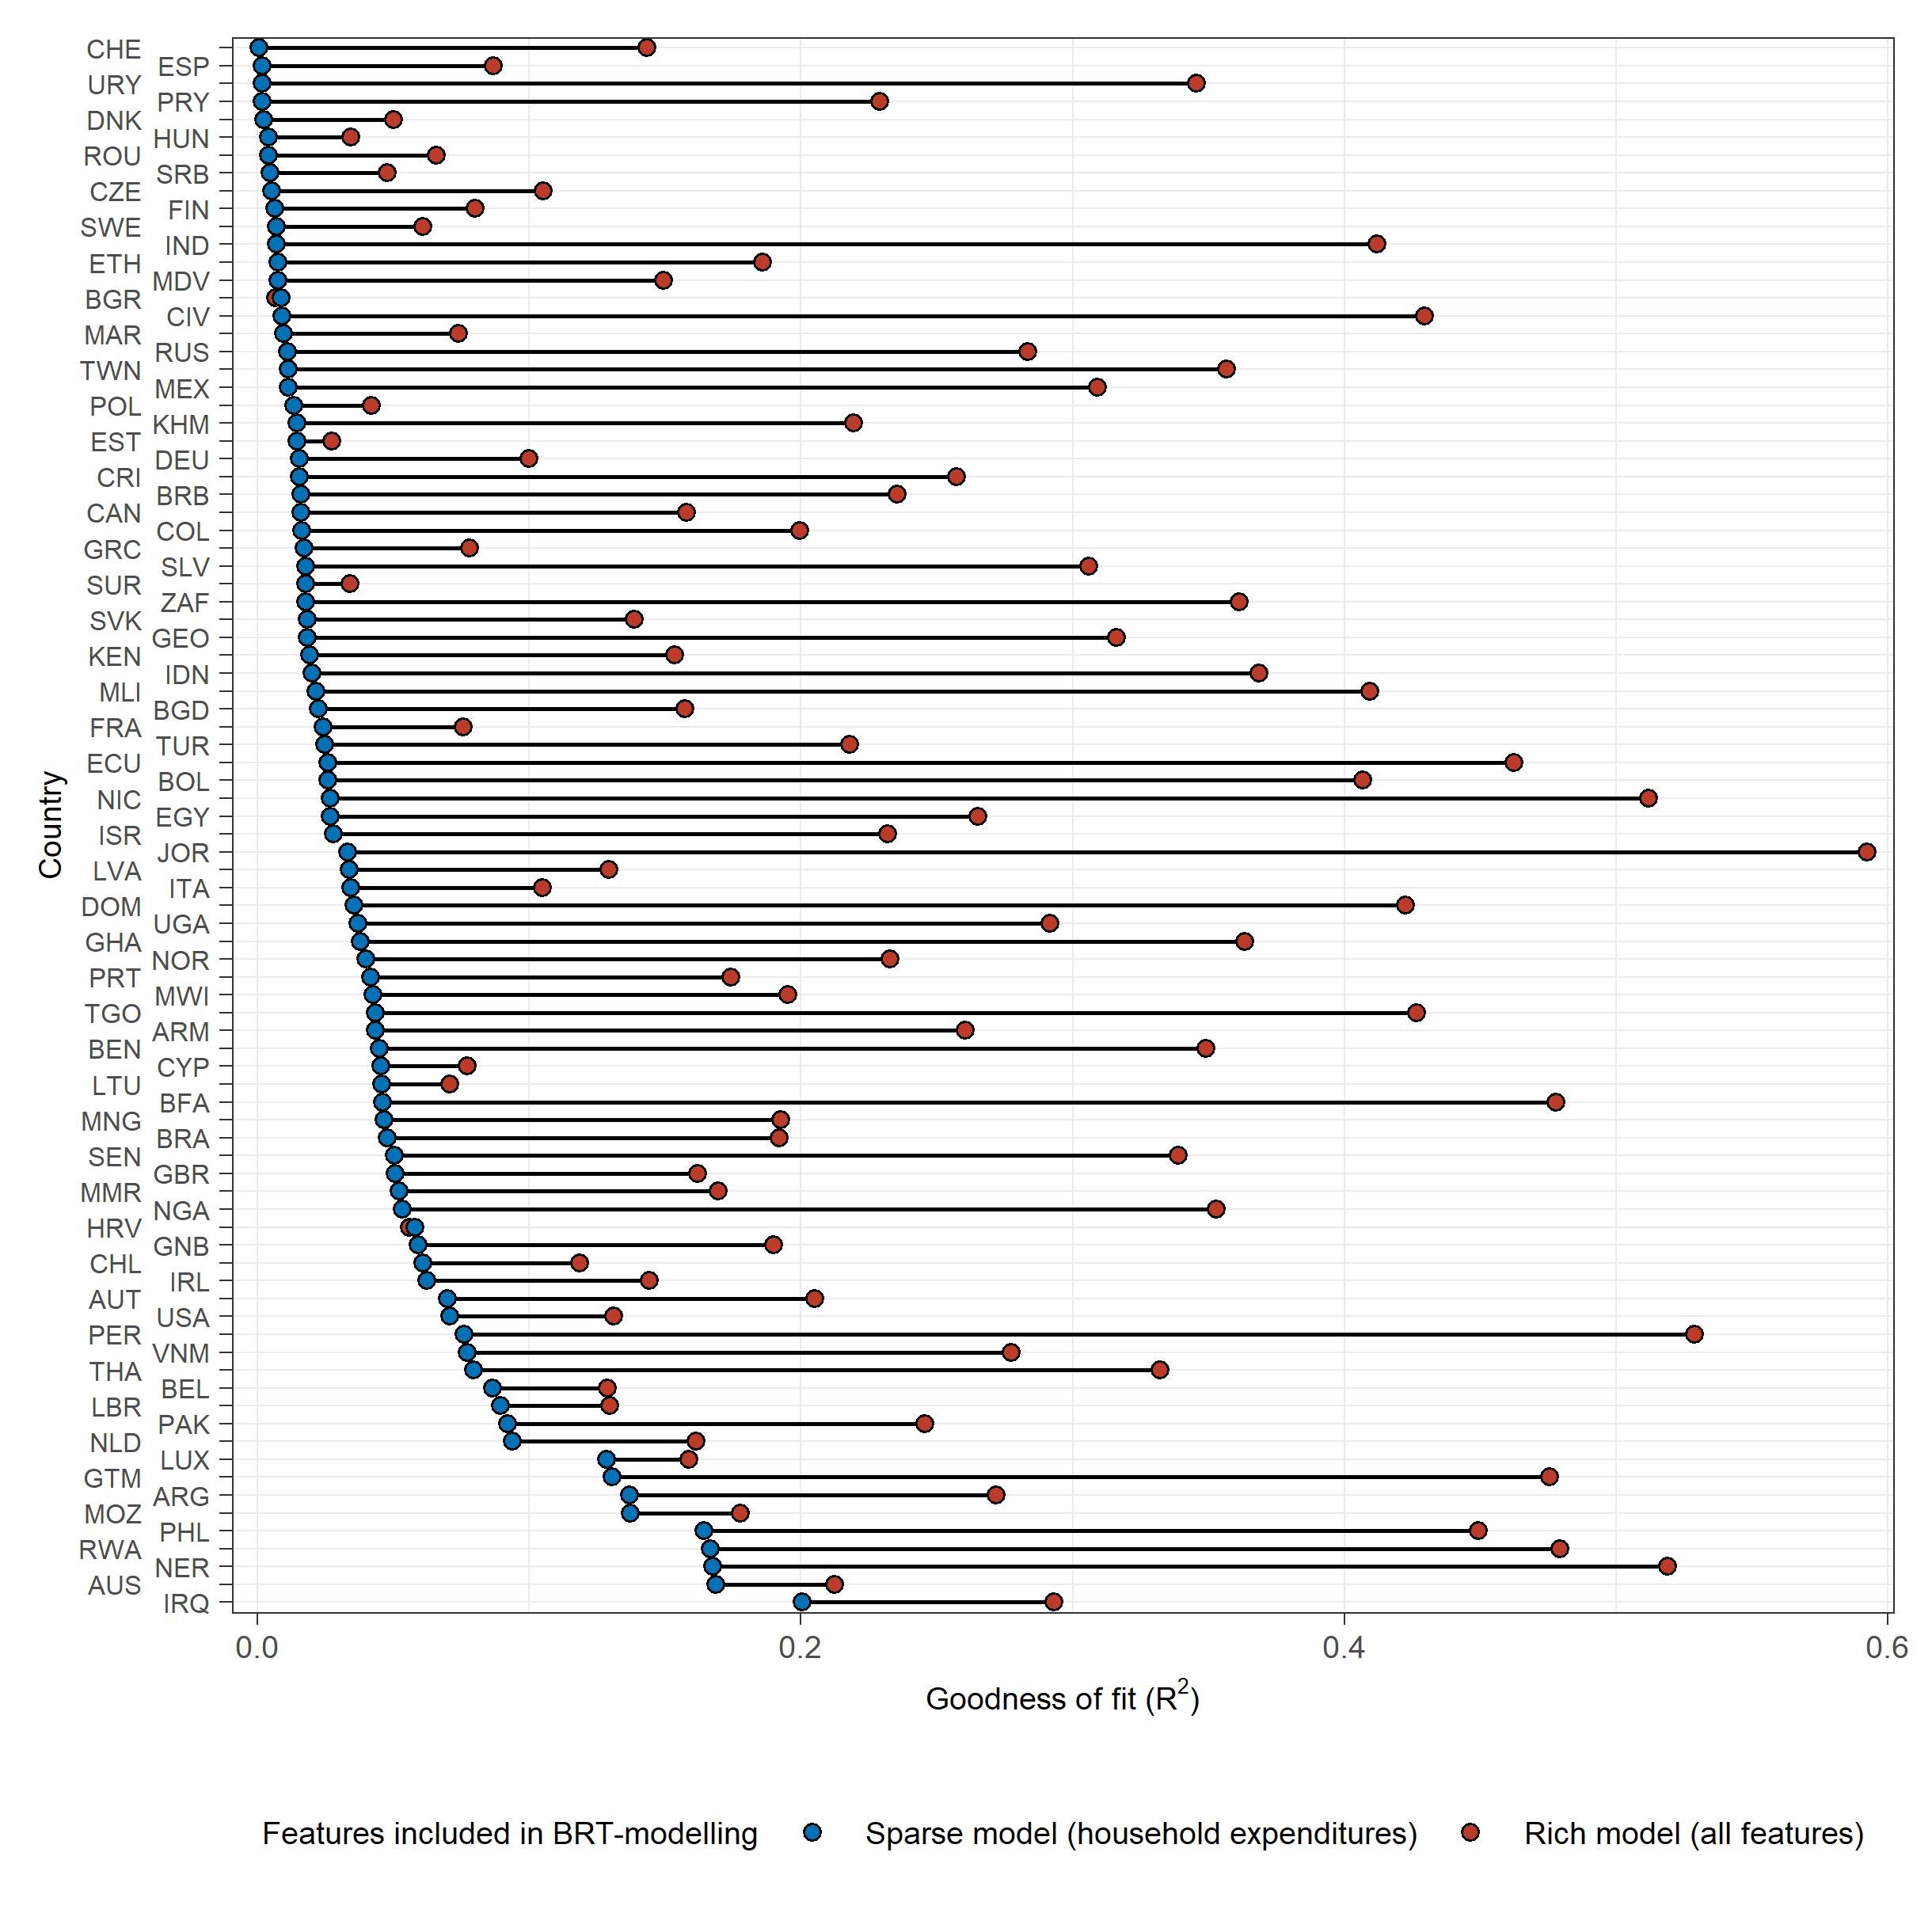 CHE
ESP
URY
PRY
DNK
HUN
ROU
SRB
CZE
FIN
SWE
IND
ETH
MDV
BGR
CIV
MAR
RUS
TWN
MEX
POL
KHM
EST
DEU
CRI
BRB
CAN
COL
GRC
SLV
SUR
ZAF
SVK
GEO
KEN
IDN
MLI
BGD
FRA
TUR
ECU
BOL
NIC
EGY
ISR
JOR
LVA
ITA
DOM
UGA
GHA
NOR
PRT
MWI
TGO
ARM
BEN
CYP
LTU
BFA
MNG
BRA
SEN
GBR
MMR
NGA
HRV
GNB
CHL
IRL
AUT
USA
PER
VNM
THA
BEL
LBR
PAK
NLD
LUX
GTM
ARG
MOZ
PHL
RWA
NER
AUS
IRQ
Country
0.0 0.2 0.4 0.6
Goodness of fit (R²)
Features included in BRT-modelling Sparse model (household expenditures) Rich model (all features)